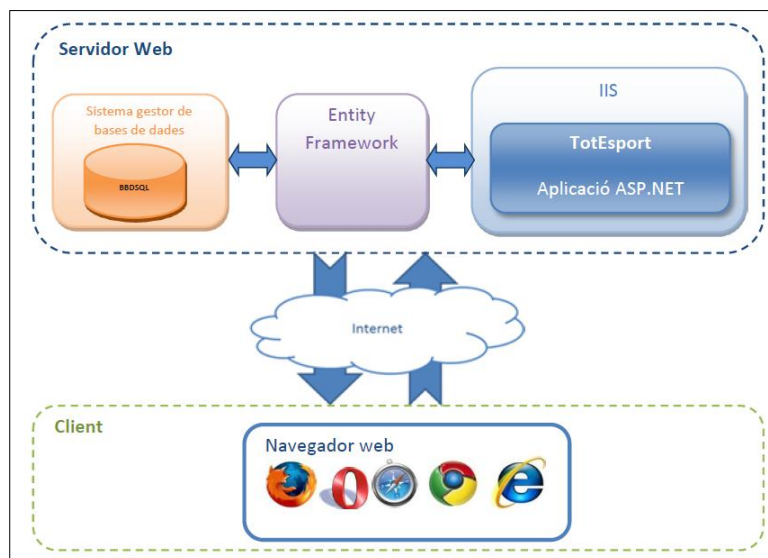 Servidor Web
Sistema gestor de
bases de dades
BBDSQL
Entity
Framework
IIS
TotEsport
Aplicació ASP.NET
Internet
Client
Navegador web